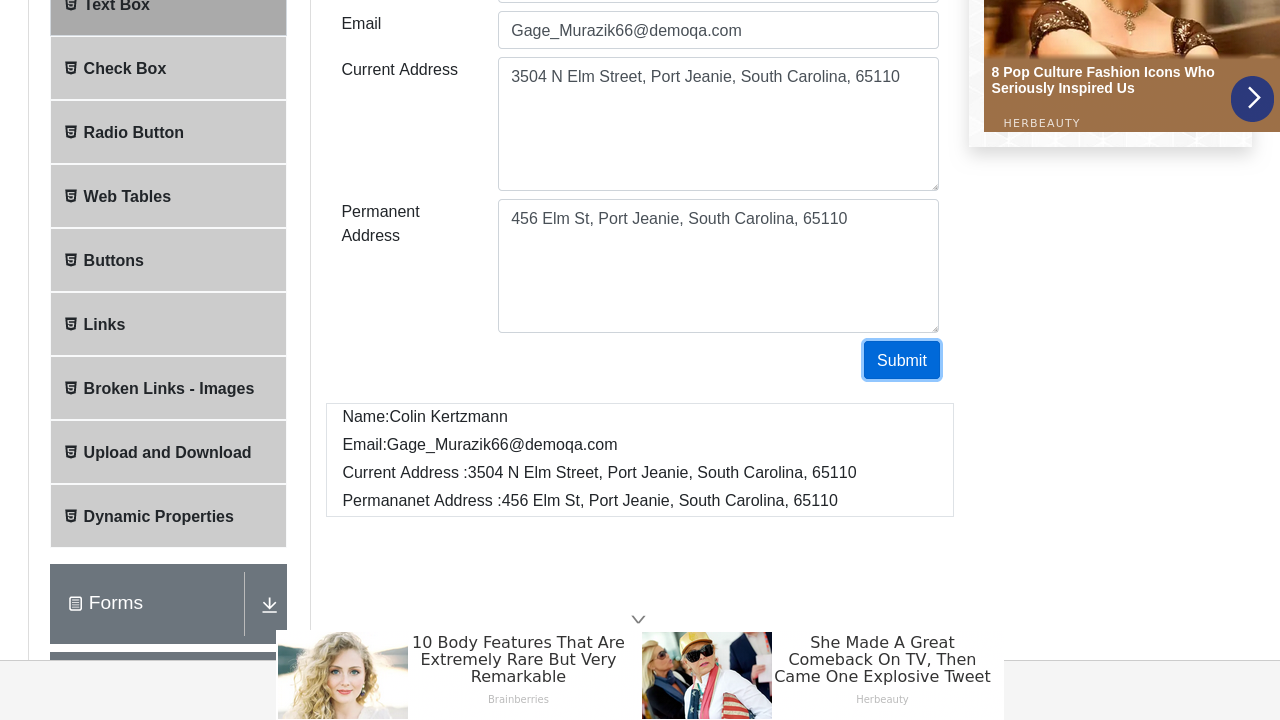 Text Box
Check Box
Radio Button
Web Tables
Buttons
Links
Broken Links - Images
Upload and Download
Dynamic Properties
Forms
Email
Gage_Murazik66@demoqa.com
Current Address
3504 N Elm Street, Port Jeanie, South Carolina, 65110
Permanent
Address
456 Elm St, Port Jeanie, South Carolina, 65110
Submit
Name:Colin Kertzmann
Email:Gage_Murazik66@demoqa.com
Current Address :3504 N Elm Street, Port Jeanie, South Carolina, 65110
Permananet Address :456 Elm St, Port Jeanie, South Carolina, 65110
8 Pop Culture Fashion Icons Who
Seriously Inspired Us
HERBEAUTY
10 Body Features That Are
Extremely Rare But Very
Remarkable
Brainberries
She Made A Great
Comeback On TV, Then
Came One Explosive Tweet
Herbeauty